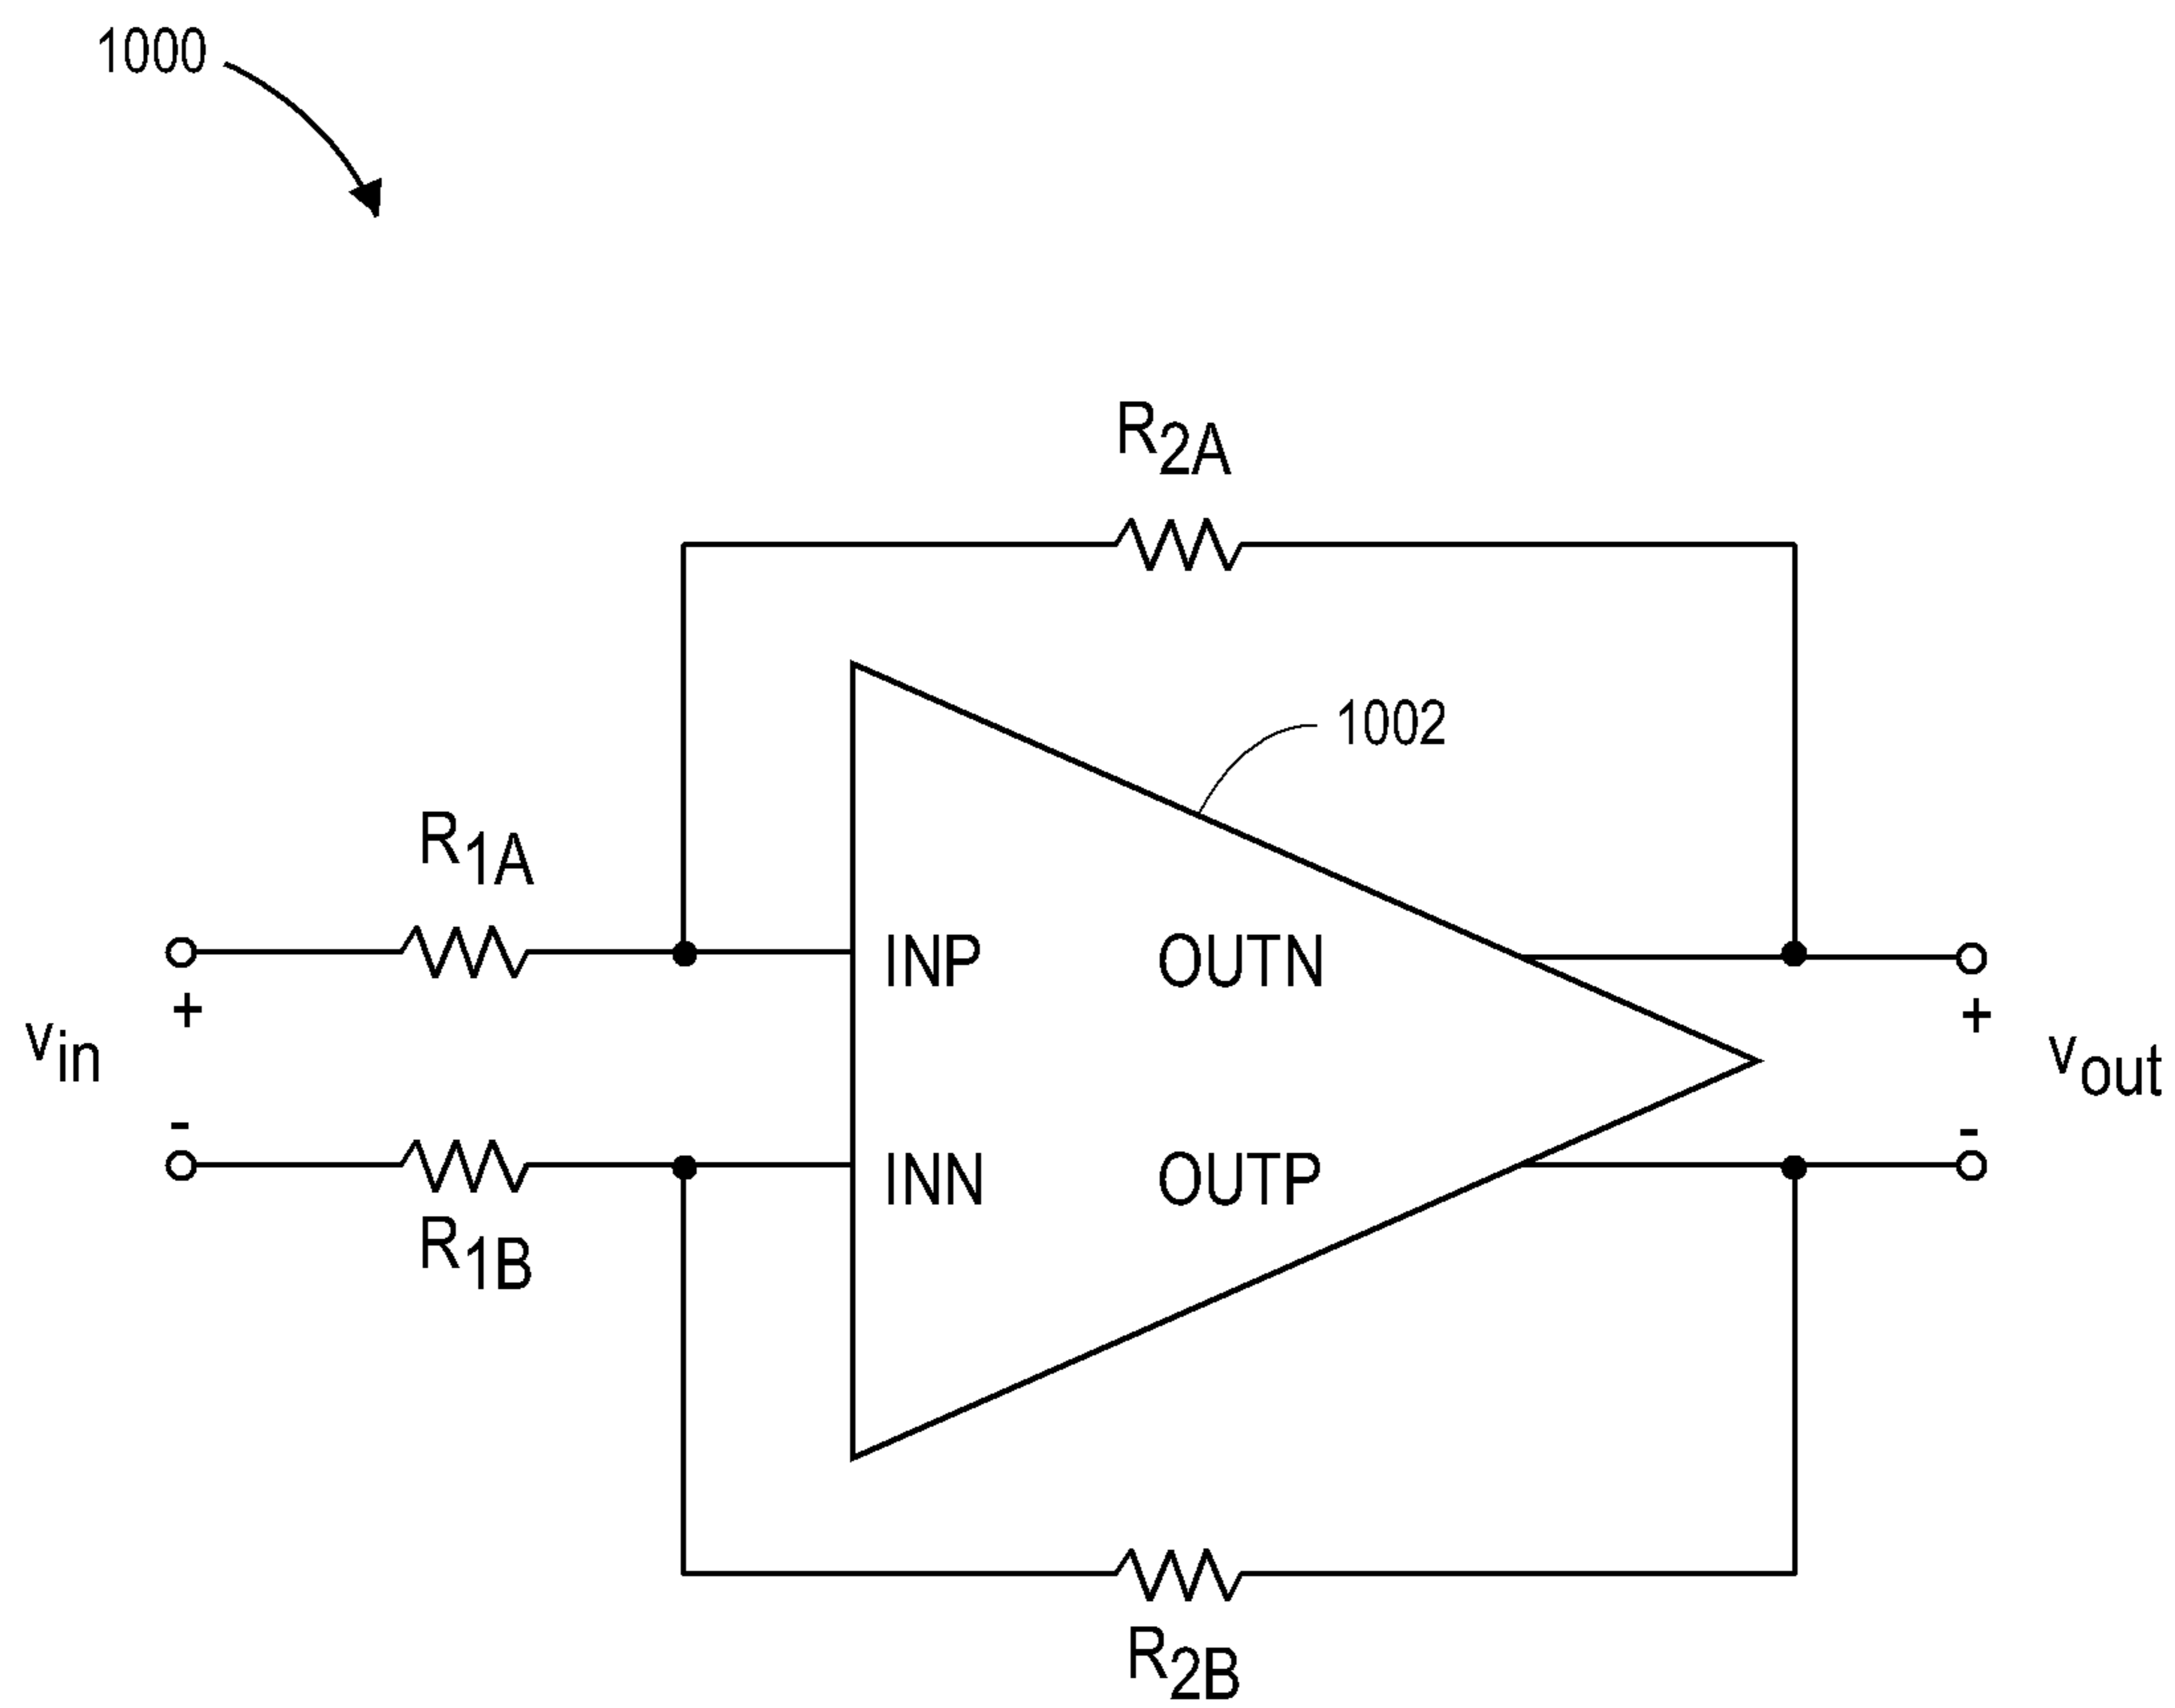 1000
R2A
1002
R1A
INP OUTN
+ +
vin vout
- -
INN OUTP
R1B
R2B